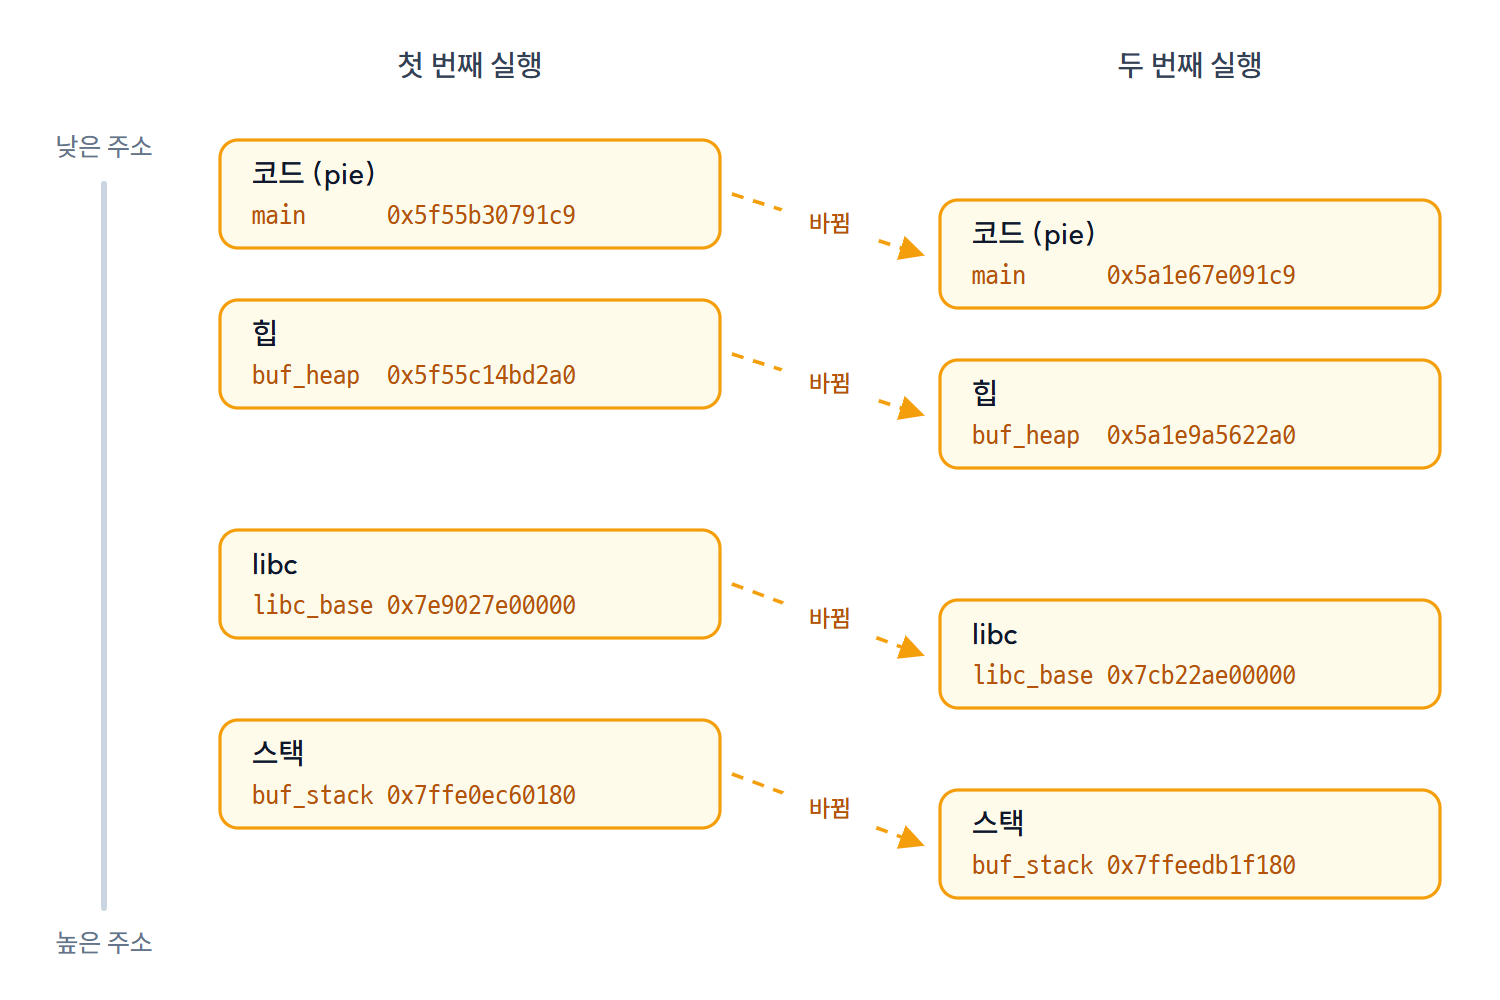 첫 번째 실행
두 번째 실행
낮은 주소
코드 (pie)
main 0x5f55b30791c9
바뀜
코드 (pie)
main 0x5a1e67e091c9
힙
buf_heap 0x5f55c14bd2a0
바뀜
힙
buf_heap 0x5a1e9a5622a0
libc
libc_base 0x7e9027e00000
바뀜
libc
libc_base 0x7cb22ae00000
스택
buf_stack 0x7ffe0ec60180
바뀜
스택
buf_stack 0x7ffeedb1f180
높은 주소